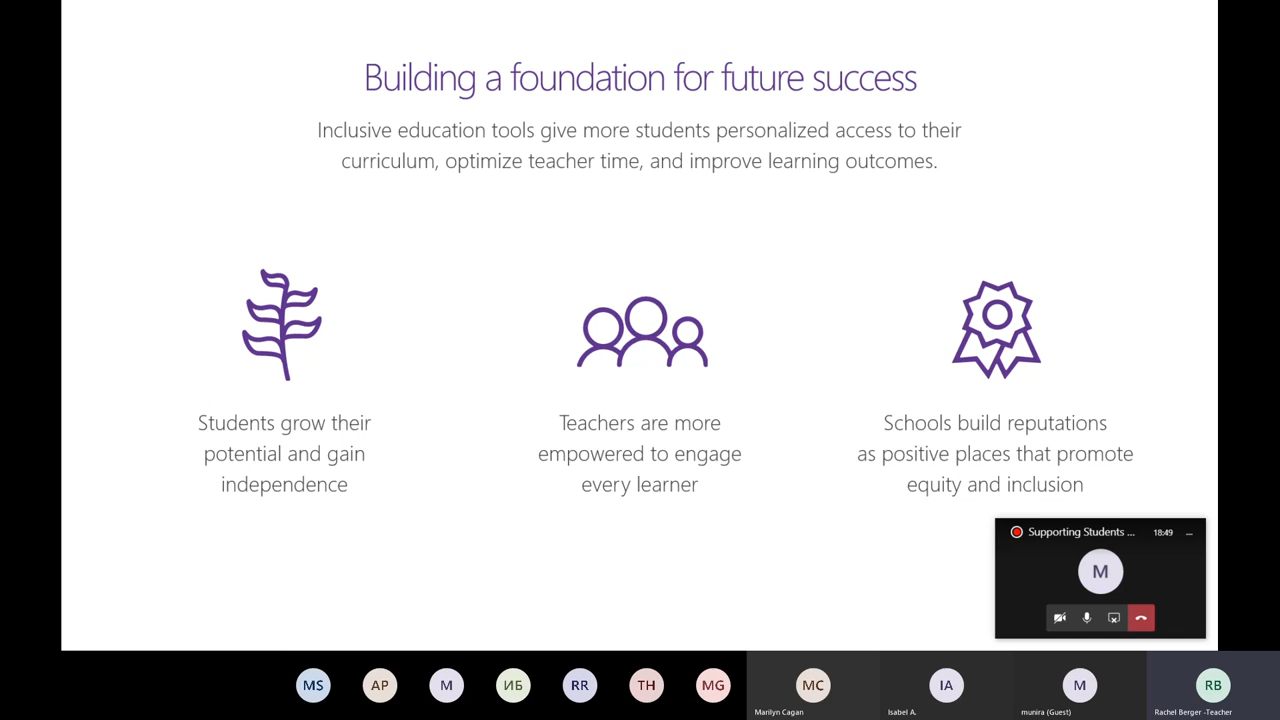 Building a foundation for future success
Inclusive education tools give more students personalized access to their
curriculum, optimize teacher time, and improve learning outcomes.
Students grow their
potential and gain
independence
Teachers are more
empowered to engage
every learner
Schools build reputations
as positive places that promote
equity and inclusion
Supporting Students ... 18:49 ...
M
MS AP M ИБ RR TH MG MC IA M RB
Marilyn Cagan Isabel A. munira (Guest) Rachel Berger -Teacher